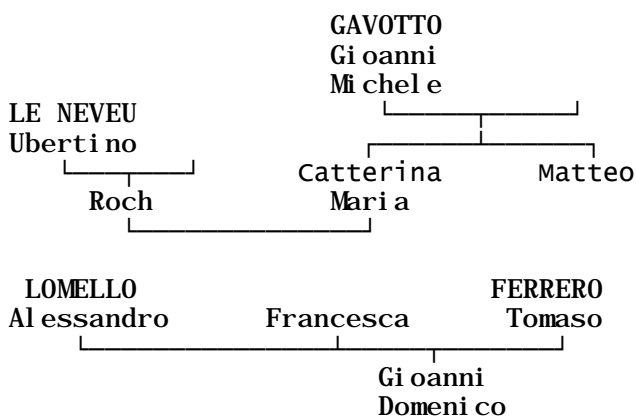 GAVOTTO
Gioanni
Michele
LE NEVEU
Ubertino
Catterina Matteo
Roch Maria
LOMELLO FERRERO
Alessandro Francesca Tomaso
Gioanni
Domenico